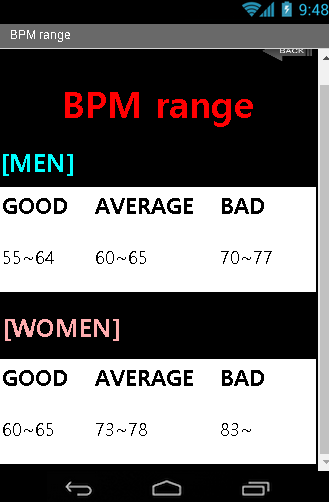 9:48
BPM range
BACK
BPM range
[MEN]
GOOD AVERAGE BAD
55~64 60~65 70~77
[WOMEN]
GOOD AVERAGE BAD
60~65 73~78 83~